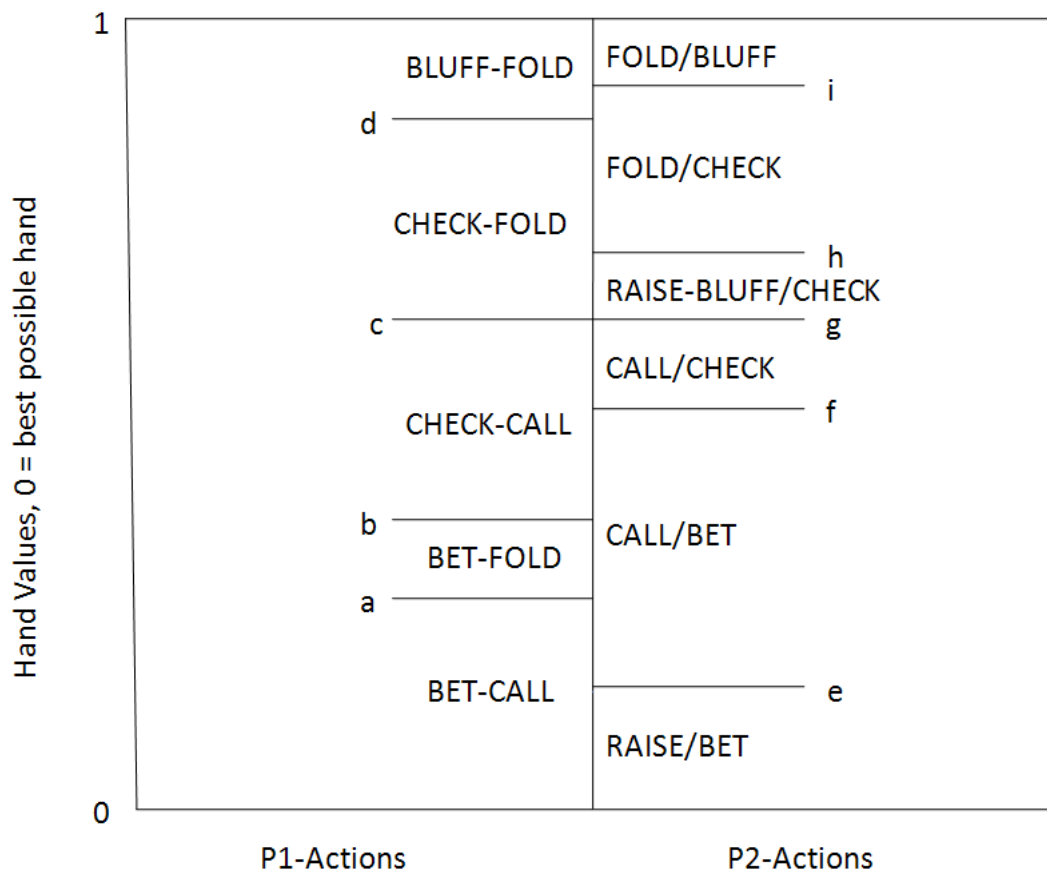 1
BLUFF-FOLD
FOLD/BLUFF
i
d
FOLD/CHECK
CHECK-FOLD
h
RAISE-BLUFF/CHECK
c
g
CALL/CHECK
f
CHECK-CALL
b
CALL/BET
BET-FOLD
a
BET-CALL
e
RAISE/BET
0
Hand Values, 0 = best possible hand
P1-Actions
P2-Actions